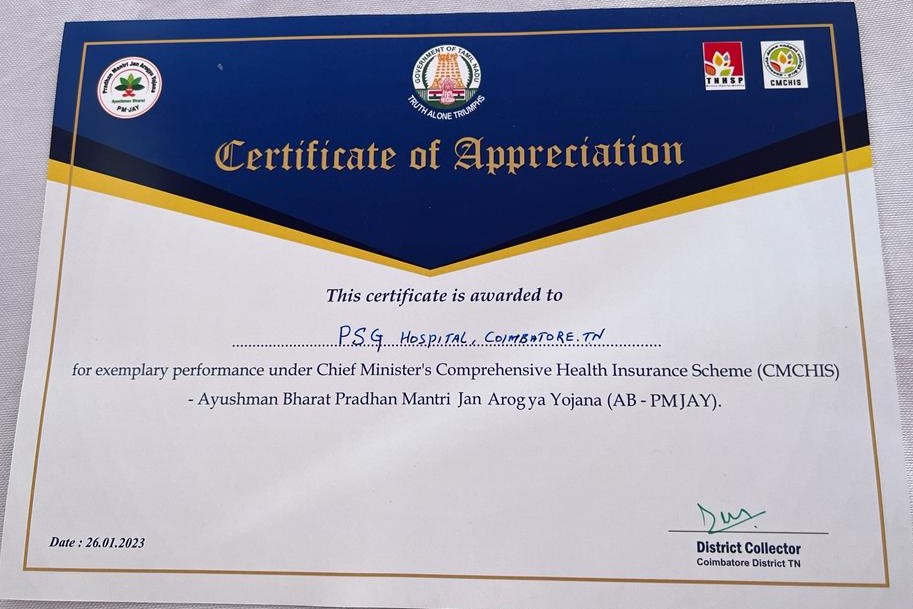 Pradhan Mantri Jan Arogya Yojana
Ayushman Bharat
PM-JAY
GOVERNMENT OF TAMIL NADU
TRUTH ALONE TRIUMPHS
TNHSP
CMCHIS
Certificate of Appreciation
This certificate is awarded to
PSG HOSPITAL, COIMBATORE. TN
for exemplary performance under Chief Minister's Comprehensive Health Insurance Scheme (CMCHIS)
- Ayushman Bharat Pradhan Mantri Jan Arogya Yojana (AB - PMJAY).
Date : 26.01.2023
District Collector
Coimbatore District TN